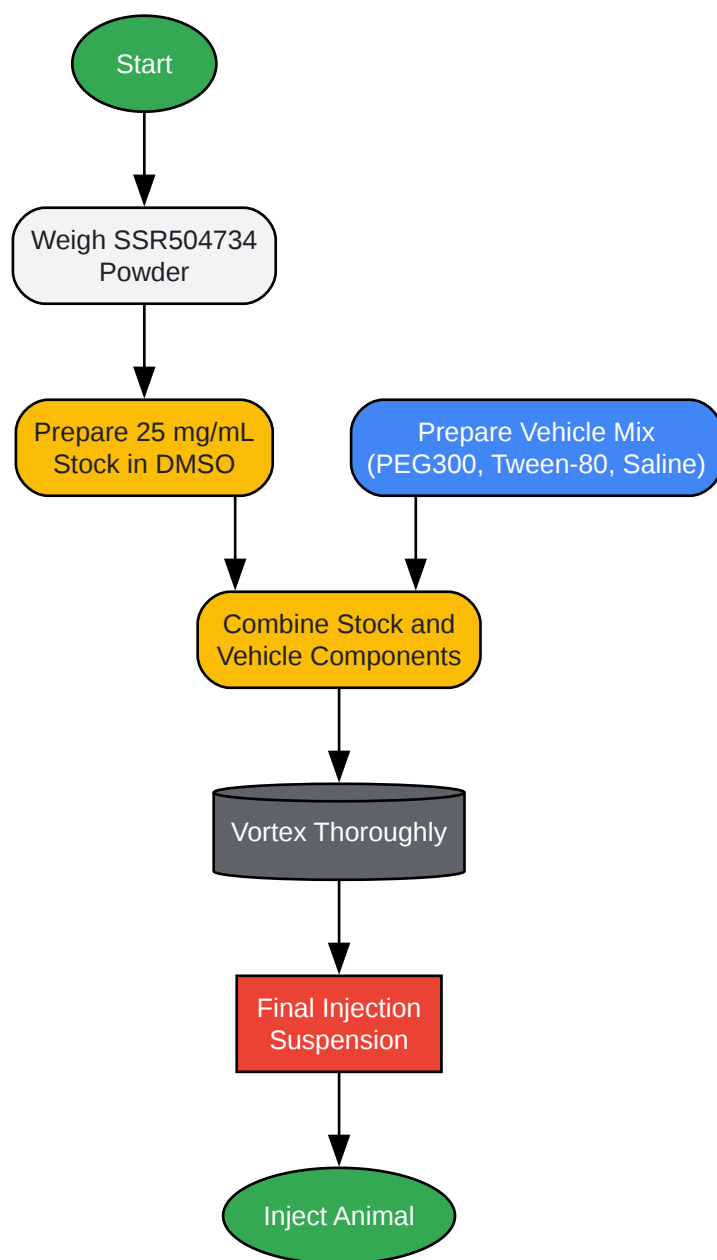 Start
Weigh SSR504734
Powder
Prepare 25 mg/mL
Stock in DMSO
Prepare Vehicle Mix
(PEG300, Tween-80, Saline)
Combine Stock and
Vehicle Components
Vortex Thoroughly
Final Injection
Suspension
Inject Animal